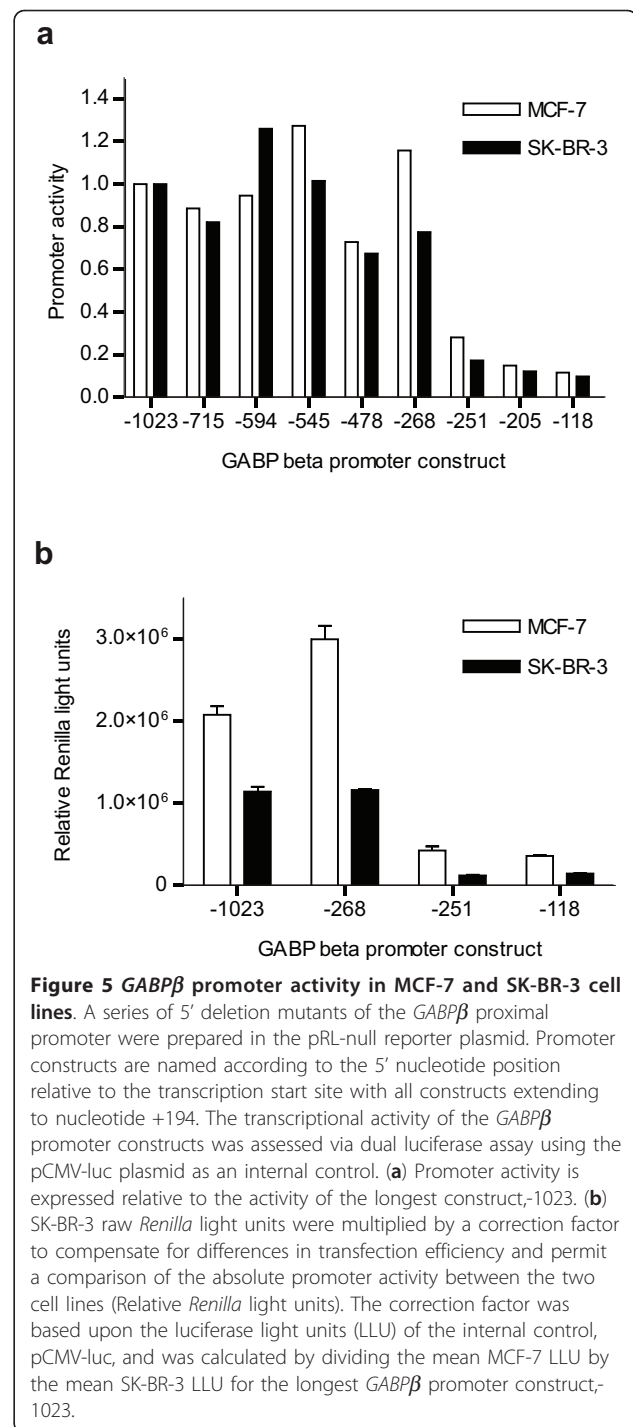 a
1.4
1.2
1.0
0.8
0.6
0.4
0.2
0.0
Promoter activity
MCF-7
SK-BR-3
-1023 -715 -594 -545 -478 -268 -251 -205 -118
GABP beta promoter construct
b
3.0×10⁶
2.0×10⁶
1.0×10⁶
0
Relative Renilla light units
MCF-7
SK-BR-3
-1023 -268 -251 -118
GABP beta promoter construct
Figure 5 GABPβ promoter activity in MCF-7 and SK-BR-3 cell
lines. A series of 5’ deletion mutants of the GABPβ proximal
promoter were prepared in the pRL-null reporter plasmid. Promoter
constructs are named according to the 5’ nucleotide position
relative to the transcription start site with all constructs extending
to nucleotide +194. The transcriptional activity of the GABPβ
promoter constructs was assessed via dual luciferase assay using the
pCMV-luc plasmid as an internal control. (a) Promoter activity is
expressed relative to the activity of the longest construct,-1023. (b)
SK-BR-3 raw Renilla light units were multiplied by a correction factor
to compensate for differences in transfection efficiency and permit
a comparison of the absolute promoter activity between the two
cell lines (Relative Renilla light units). The correction factor was
based upon the luciferase light units (LLU) of the internal control,
pCMV-luc, and was calculated by dividing the mean MCF-7 LLU by
the mean SK-BR-3 LLU for the longest GABPβ promoter construct,-
1023.